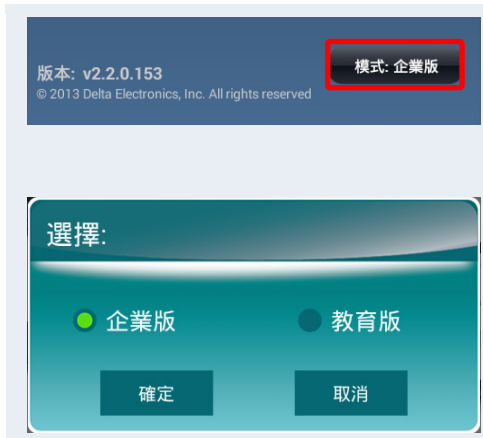 模式: 企業版
版本: v2.2.0.153
© 2013 Delta Electronics, Inc. All rights reserved
選擇:
企業版 教育版
確定 取消